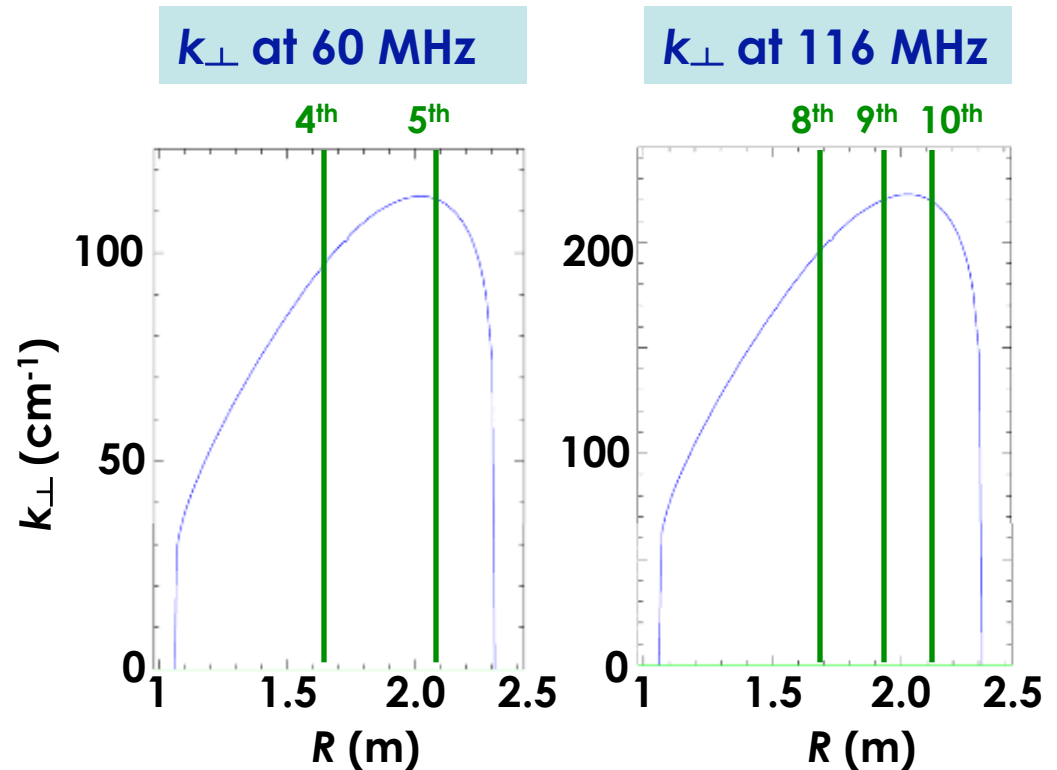 k⊥ at 60 MHz
4th 5th
100
50
0
1 1.5 2.0 2.5
R (m)
k⊥ (cm-1)
k⊥ at 116 MHz
8th 9th 10th
200
100
0
1 1.5 2.0 2.5
R (m)